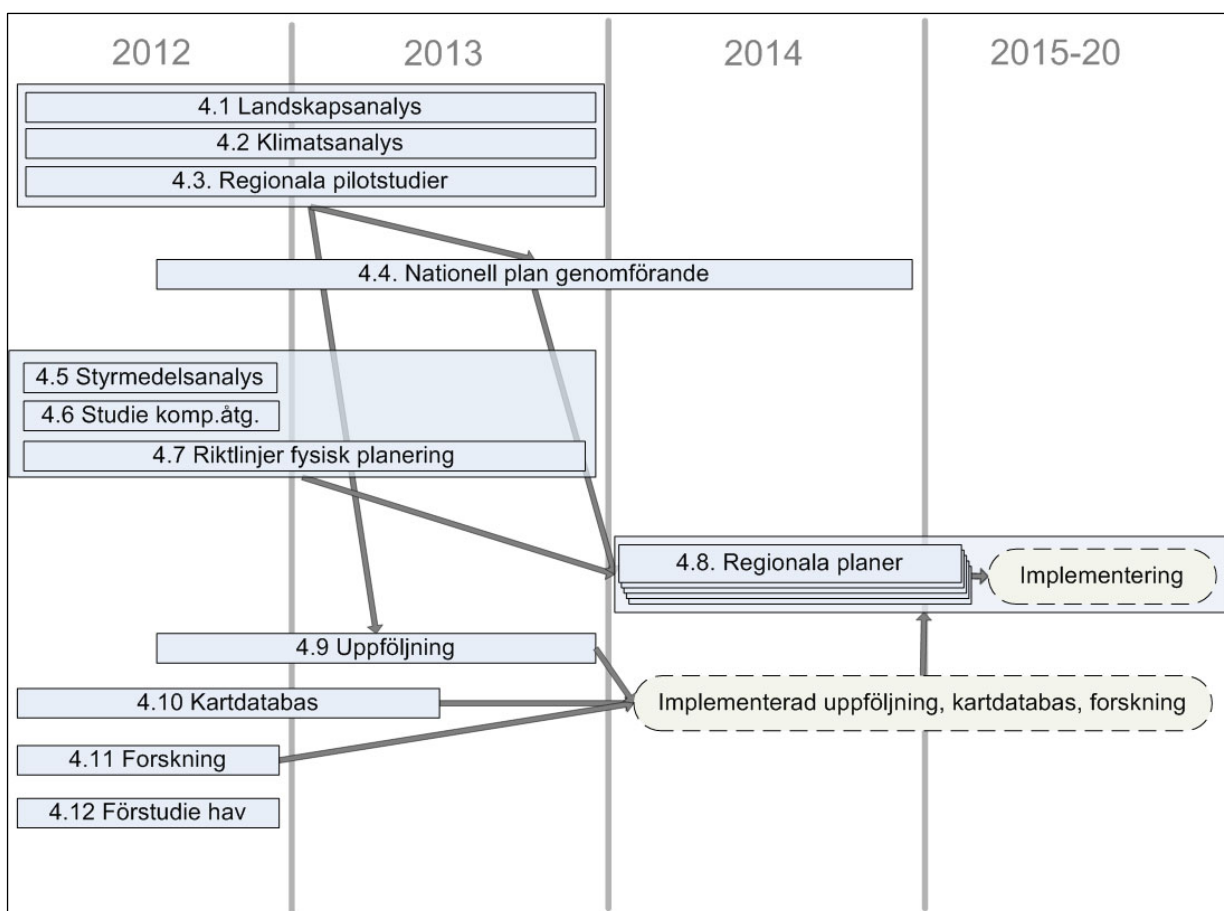 2012
2013
2014
2015-20
4.1 Landskapsanalys
4.2 Klimatsanalys
4.3. Regionala pilotstudier
4.4. Nationell plan genomförande
4.5 Styrmedelsanalys
4.6 Studie komp.åtg.
4.7 Riktlinjer fysisk planering
4.8. Regionala planer
Implementering
4.9 Uppföljning
4.10 Kartdatabas
Implementerad uppföljning, kartdatabas, forskning
4.11 Forskning
4.12 Förstudie hav